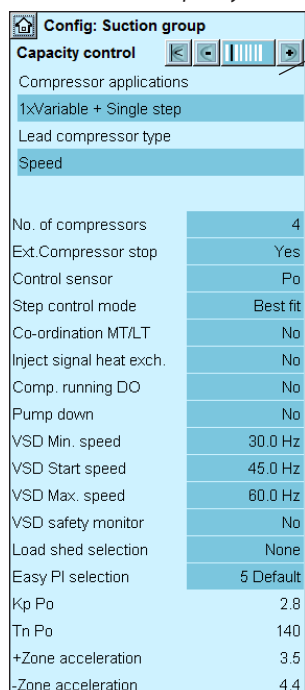 Config: Suction group
Capacity control
Compressor applications
1xVariable + Single step
Lead compressor type
Speed
No. of compressors 4
Ext.Compressor stop Yes
Control sensor Po
Step control mode Best fit
Co-ordination MT/LT No
Inject signal heat exch. No
Comp. running DO No
Pump down No
VSD Min. speed 30.0 Hz
VSD Start speed 45.0 Hz
VSD Max. speed 60.0 Hz
VSD safety monitor No
Load shed selection None
Easy PI selection 5 Default
Kp Po 2.8
Tn Po 140
+Zone acceleration 3.5
-Zone acceleration 4.4